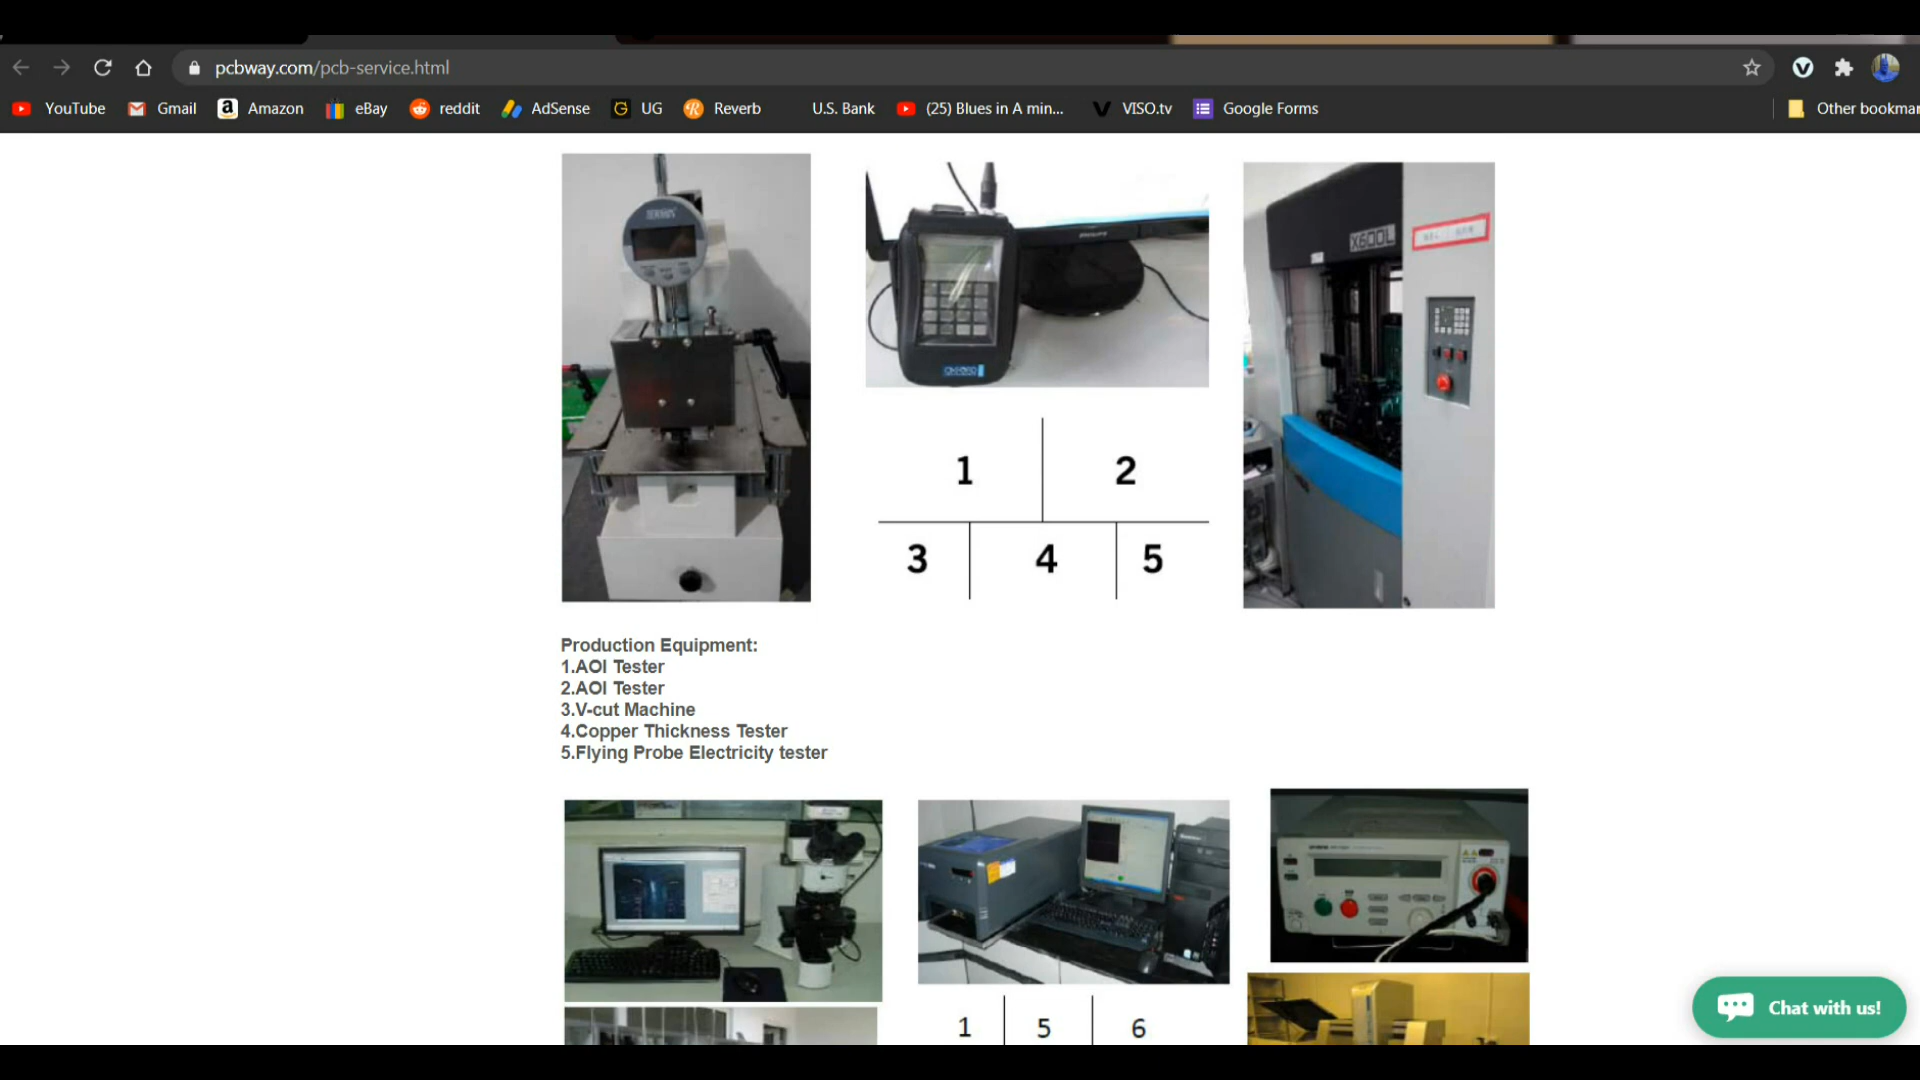 pcbway.com/pcb-service.html
YouTube Gmail Amazon eBay reddit AdSense UG Reverb U.S. Bank (25) Blues in A min... VISO.tv Google Forms Other bookmar
X600L
OXFORD
1 2
3 4 5
Production Equipment:
1.AOI Tester
2.AOI Tester
3.V-cut Machine
4.Copper Thickness Tester
5.Flying Probe Electricity tester
1 5 6
Chat with us!